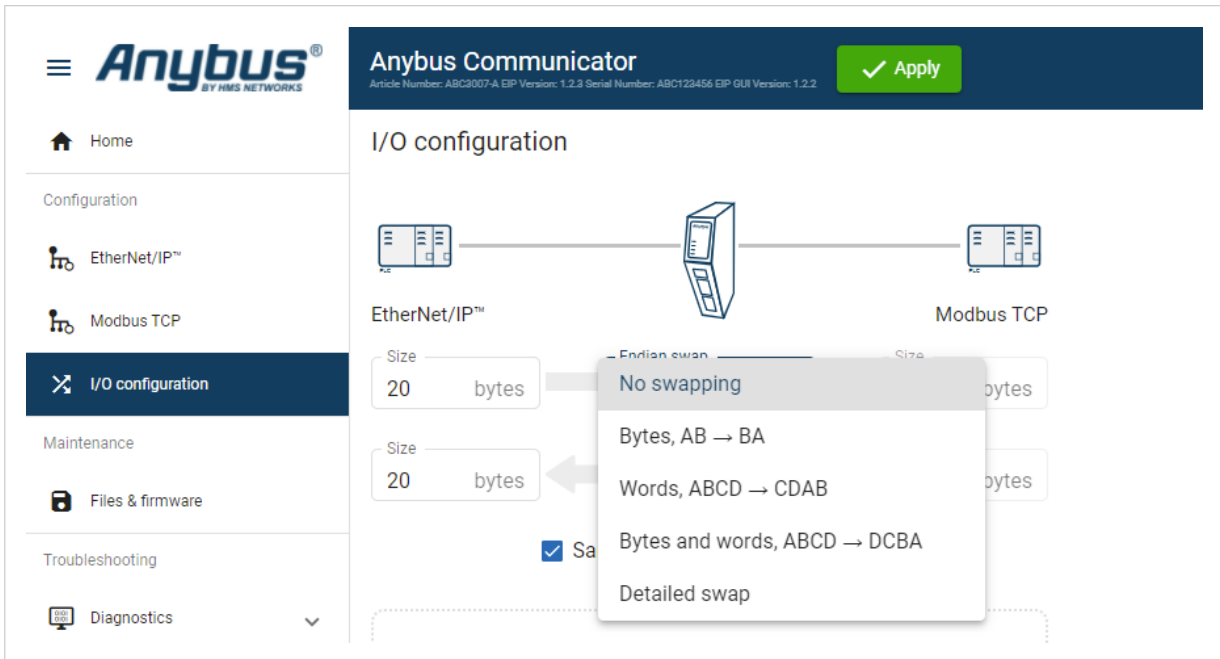 Anybus®
BY HMS NETWORKS
Anybus Communicator
Article Number: ABC3007-A EIP Version: 1.2.3 Serial Number: ABC123456 EIP GUI Version: 1.2.2
Apply
Home
Configuration
EtherNet/IP™
Modbus TCP
I/O configuration
Maintenance
Files & firmware
Troubleshooting
Diagnostics
I/O configuration
Anybus
PLC
PLC
EtherNet/IP™
Modbus TCP
Size
20 bytes
Endian swap
Size
bytes
No swapping
Bytes, AB → BA
Words, ABCD → CDAB
Bytes and words, ABCD → DCBA
Detailed swap
Size
20 bytes
bytes
Sa